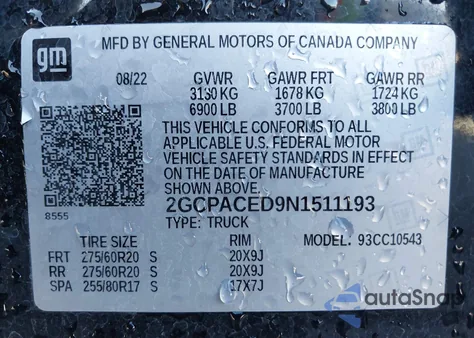 gm
MFD BY GENERAL MOTORS OF CANADA COMPANY
08/22 GVWR GAWR FRT GAWR RR
3130 KG 1678 KG 1724 KG
6900 LB 3700 LB 3800 LB
THIS VEHICLE CONFORMS TO ALL
APPLICABLE U.S. FEDERAL MOTOR
VEHICLE SAFETY STANDARDS IN EFFECT
ON THE DATE OF MANUFACTURE
SHOWN ABOVE.
8555
2GCPACED9N1511193
TYPE: TRUCK
TIRE SIZE RIM MODEL: 93CC10543
FRT 275/60R20 S 20X9J
RR 275/60R20 S 20X9J
SPA 255/80R17 S 17X7J
autoSnap